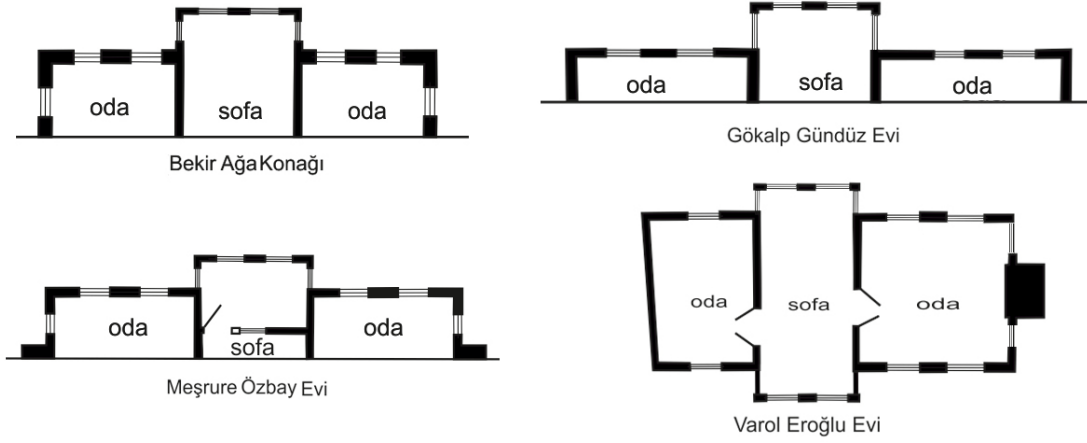 oda sofa oda
Bekir Ağa Konağı
oda sofa oda
Gökalp Gündüz Evi
oda sofa oda
Meşrure Özbay Evi
oda sofa oda
Varol Eroğlu Evi